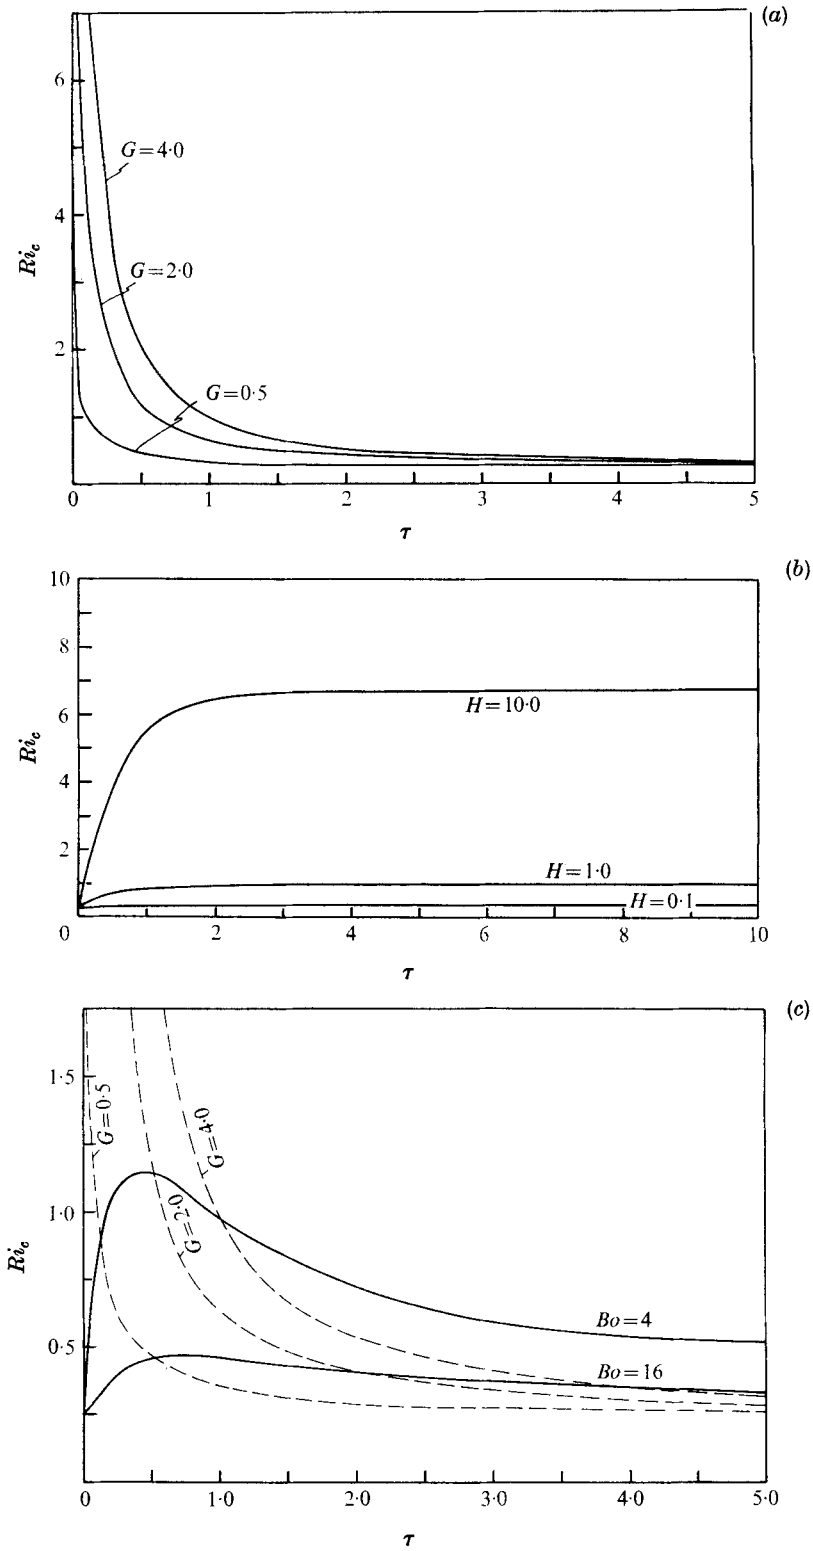 (a)
6
G=4·0
4
Ri_c
G=2·0
2
G=0·5
0 1 2 3 4 5
τ
(b)
10
8
6
Ri_c
H=10·0
4
2
H=1·0
H=0·1
0 2 4 6 8 10
τ
(c)
1·5
G=0·5
G=4·0
G=2·0
1·0
Ri_c
Bo=4
0·5
Bo=16
0 1·0 2·0 3·0 4·0 5·0
τ